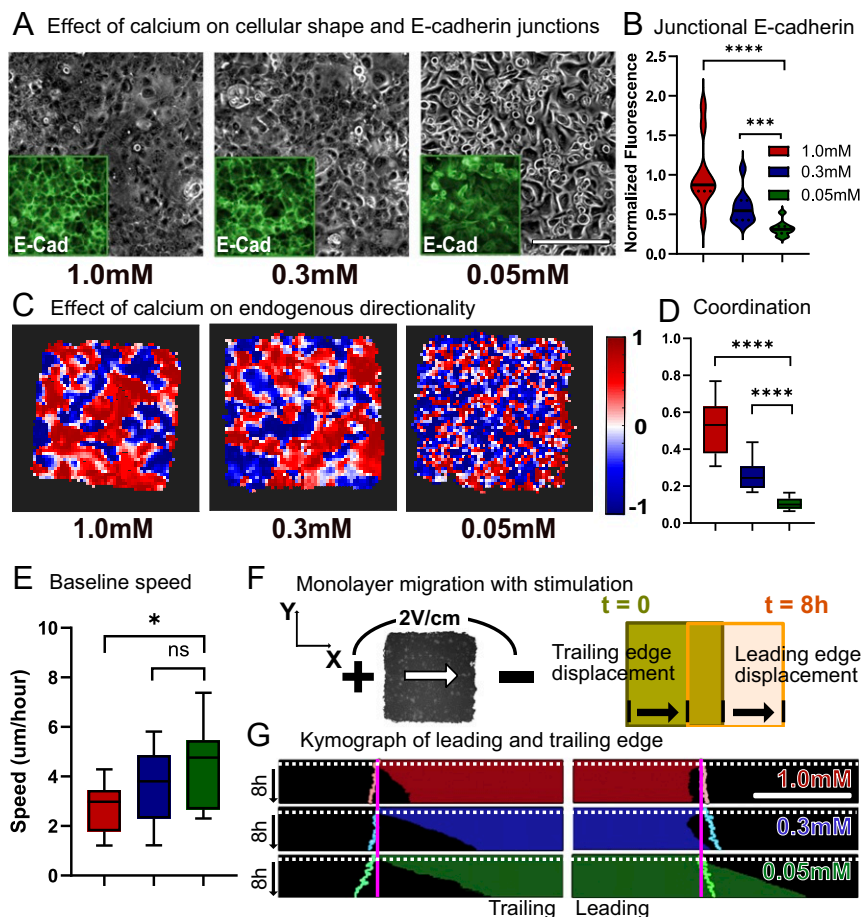 A Effect of calcium on cellular shape and E-cadherin junctions
E-Cad
E-Cad
E-Cad
1.0mM
0.3mM
0.05mM
B Junctional E-cadherin
Normalized Fluorescence
2.5
2.0
1.5
1.0
0.5
0.0
****
***
1.0mM
0.3mM
0.05mM
C Effect of calcium on endogenous directionality
1.0mM
0.3mM
0.05mM
1
0
-1
D Coordination
1.0
0.8
0.6
0.4
0.2
0.0
****
****
E Baseline speed
Speed (um/hour)
10
8
6
4
2
0
*
ns
F Monolayer migration with stimulation
Y
X
2V/cm
+
-
t = 0
t = 8h
Trailing edge
displacement
Leading edge
displacement
G Kymograph of leading and trailing edge
8h
1.0mM
8h
0.3mM
8h
0.05mM
Trailing
Leading